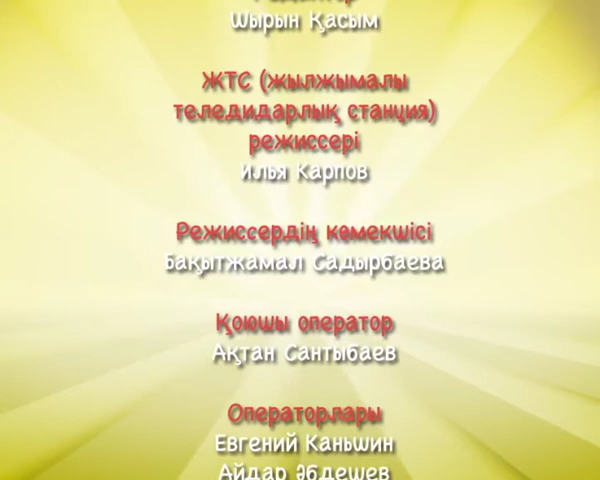 Шырын Қасым
ЖТС (жылжымалы
теледидарлық станция)
режиссері
Илья Карпов
Режиссердің көмекшісі
Бақытжамал Садырбаева
Қоюшы оператор
Ақтан Сантыбаев
Операторлары
Евгений Каньшин
Айдар Әбдешев